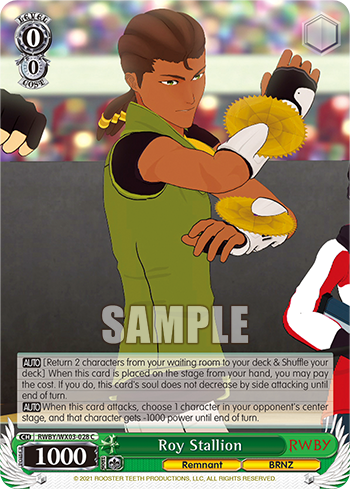 LEVEL
0
0
COST
SAMPLE
AUTO [Return 2 characters from your waiting room to your deck & Shuffle your
deck] When this card is placed on the stage from your hand, you may pay
the cost. If you do, this card's soul does not decrease by side attacking until
end of turn.
AUTO When this card attacks, choose 1 character in your opponent's center
stage, and that character gets -1000 power until end of turn.
RWBY/WX03-028 C
Roy Stallion
RWBY
POWER
1000
Remnant
BRNZ
© 2021 ROOSTER TEETH PRODUCTIONS, LLC, ALL RIGHTS RESERVED.